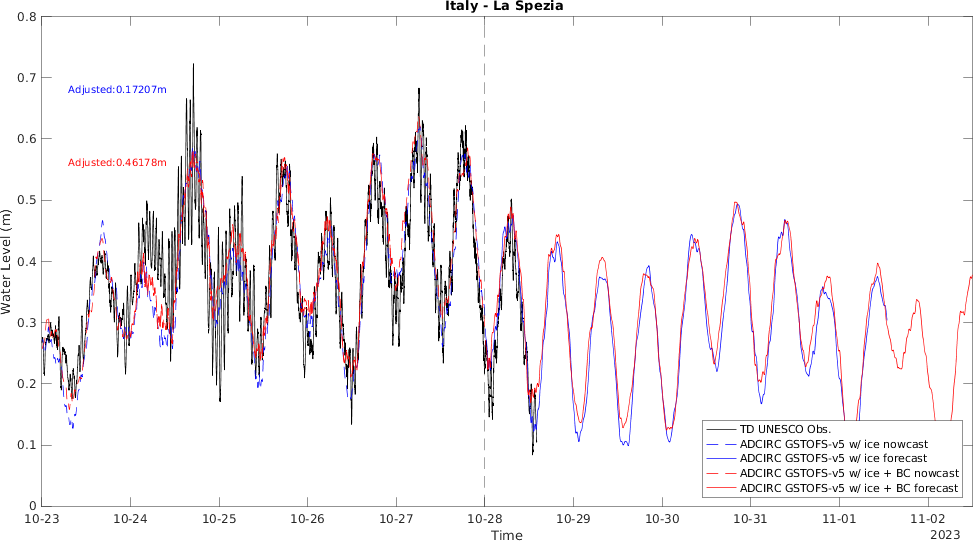 Italy - La Spezia
Water Level (m)
0.8
0.7
0.6
0.5
0.4
0.3
0.2
0.1
0
Adjusted:0.17207m
Adjusted:0.46178m
TD UNESCO Obs.
ADCIRC GSTOFS-v5 w/ ice nowcast
ADCIRC GSTOFS-v5 w/ ice forecast
ADCIRC GSTOFS-v5 w/ ice + BC nowcast
ADCIRC GSTOFS-v5 w/ ice + BC forecast
10-23 10-24 10-25 10-26 10-27 10-28 10-29 10-30 10-31 11-01 11-02
Time
2023